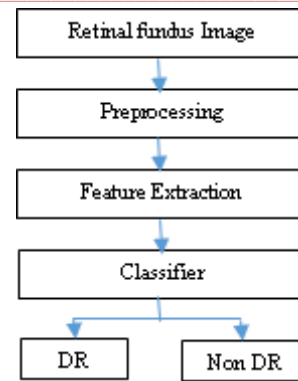 Retinal fundus Image
Preprocessing
Feature Extraction
Classifier
DR
Non DR